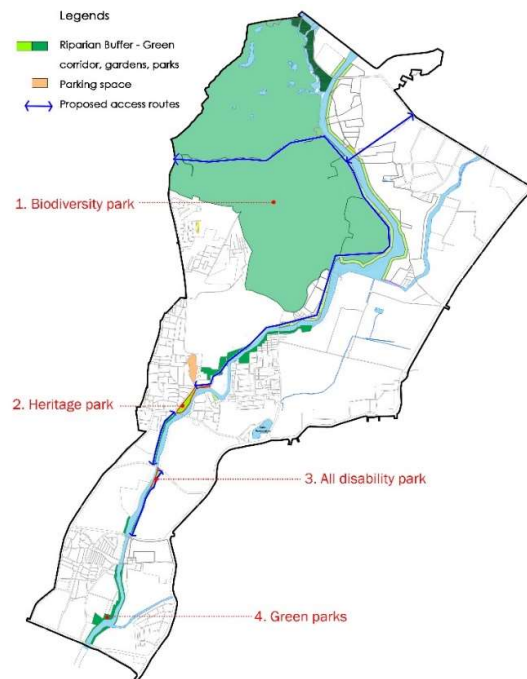 Legends
Riparian Buffer - Green
corridor, gardens, parks
Parking space
Proposed access routes
1. Biodiversity park
2. Heritage park
3. All disability park
4. Green parks